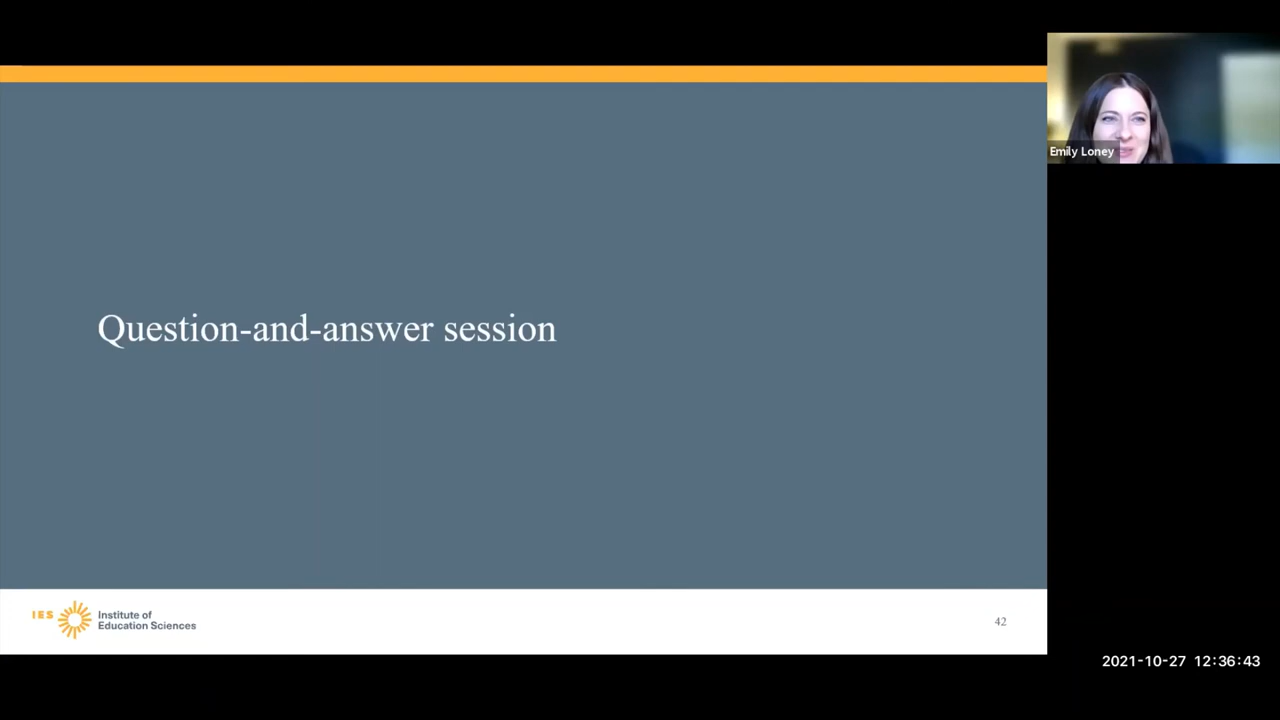 Emily Loney
Question-and-answer session
IES
Institute of
Education Sciences
42
2021-10-27 12:36:43